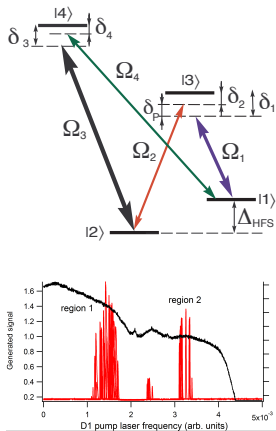 |4⟩
δ₃
δ₄
Ω₄
|3⟩
δ_P
δ₂
δ₁
Ω₃
Ω₂
Ω₁
|1⟩
|2⟩
Δ_HFS
Generated signal
1.6
1.4
1.2
1.0
0.8
0.6
0.4
0.2
region 1
region 2
0 1 2 3 4 5x10⁻³
D1 pump laser frequency (arb. units)